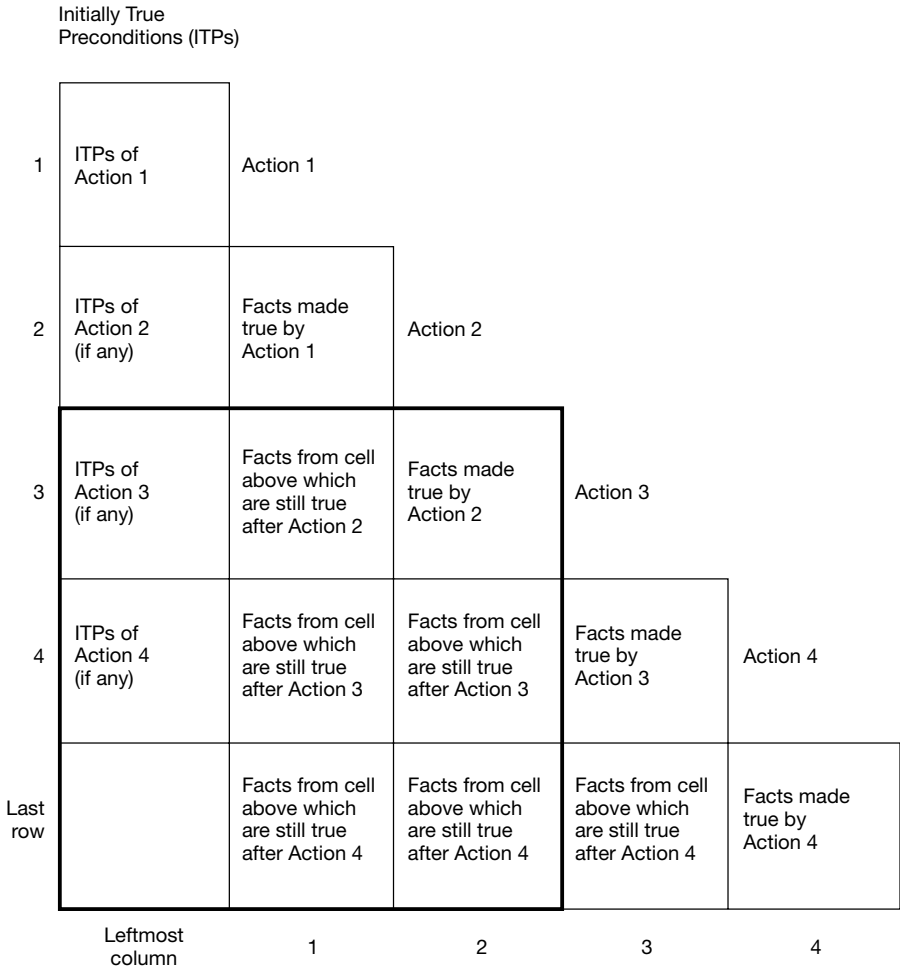 Initially True
Preconditions (ITPs)
1
ITPs of
Action 1
Action 1
2
ITPs of
Action 2
(if any)
Facts made
true by
Action 1
Action 2
3
ITPs of
Action 3
(if any)
Facts from cell
above which
are still true
after Action 2
Facts made
true by
Action 2
Action 3
4
ITPs of
Action 4
(if any)
Facts from cell
above which
are still true
after Action 3
Facts from cell
above which
are still true
after Action 3
Facts made
true by
Action 3
Action 4
Last
row
Facts from cell
above which
are still true
after Action 4
Facts from cell
above which
are still true
after Action 4
Facts from cell
above which
are still true
after Action 4
Facts made
true by
Action 4
Leftmost
column
1
2
3
4